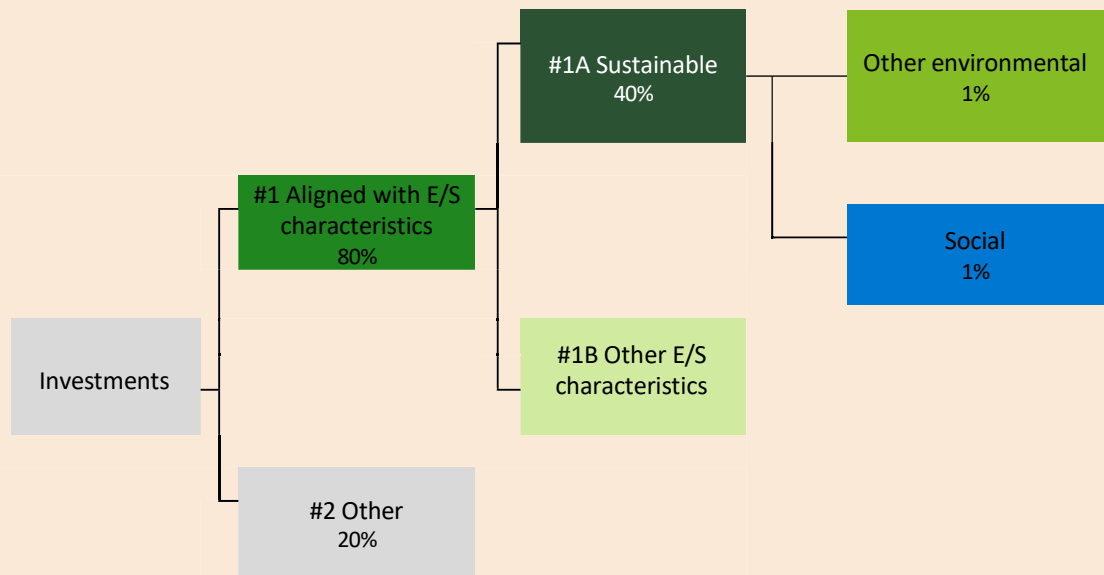 #1A Sustainable
40%
Other environmental
1%
#1 Aligned with E/S
characteristics
80%
Social
1%
Investments
#1B Other E/S
characteristics
#2 Other
20%